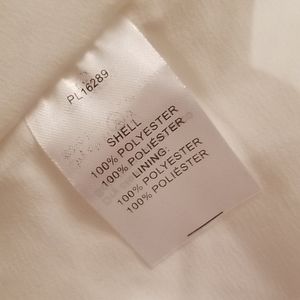 PL16289
SHELL
100% POLYESTER
100% POLIÉSTER
LINING:
100% POLYESTER
100% POLIÉSTER